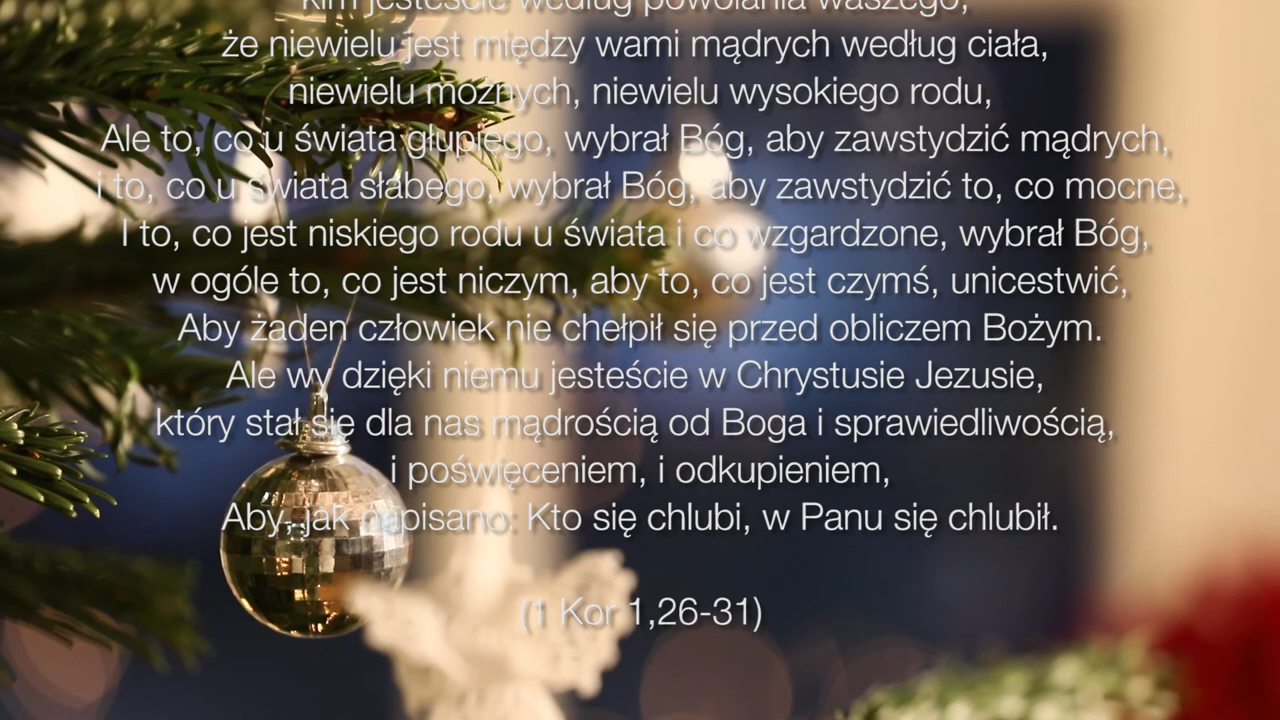 kim jesteście według powołania waszego,
że niewielu jest między wami mądrych według ciała,
niewielu możnych, niewielu wysokiego rodu,
Ale to, co u świata głupiego, wybrał Bóg, aby zawstydzić mądrych,
i to, co u świata słabego, wybrał Bóg, aby zawstydzić to, co mocne,
I to, co jest niskiego rodu u świata i co wzgardzone, wybrał Bóg,
w ogóle to, co jest niczym, aby to, co jest czymś, unicestwić,
Aby żaden człowiek nie chełpił się przed obliczem Bożym.
Ale wy dzięki niemu jesteście w Chrystusie Jezusie,
który stał się dla nas mądrością od Boga i sprawiedliwością,
i poświęceniem, i odkupieniem,
Aby, jak napisano: Kto się chlubi, w Panu się chlubił.
(1 Kor 1,26-31)